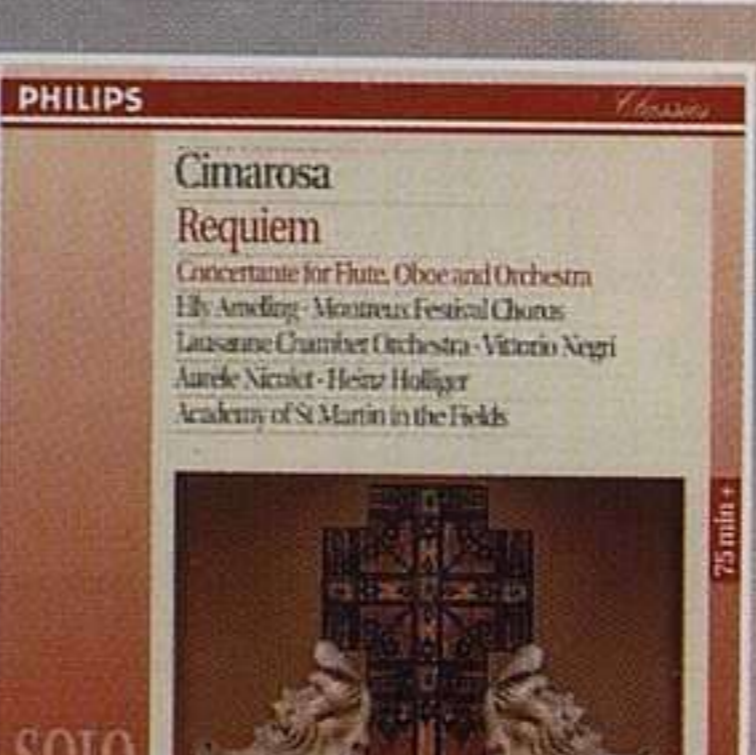 PHILIPS
Classics
Cimarosa
Requiem
Concertante for Flute, Oboe and Orchestra
Elly Ameling · Montreux Festival Chorus
Lausanne Chamber Orchestra · Vittorio Negri
Aurèle Nicolet · Heinz Holliger
Academy of St Martin in the Fields
75 min +
SOLO